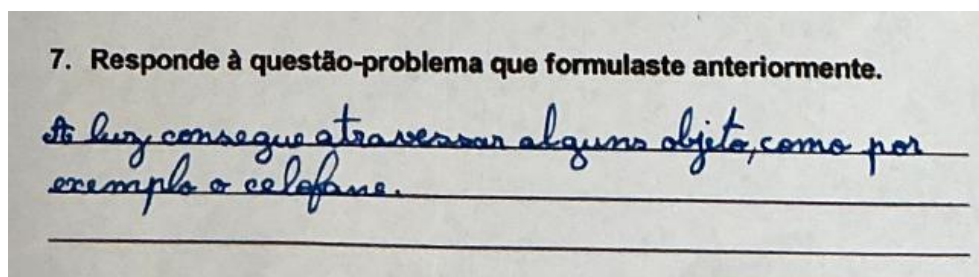 7. Responde à questão-problema que formulaste anteriormente.
A luz, consegue atravessar alguns objeto, como por
exemplo o celofane.